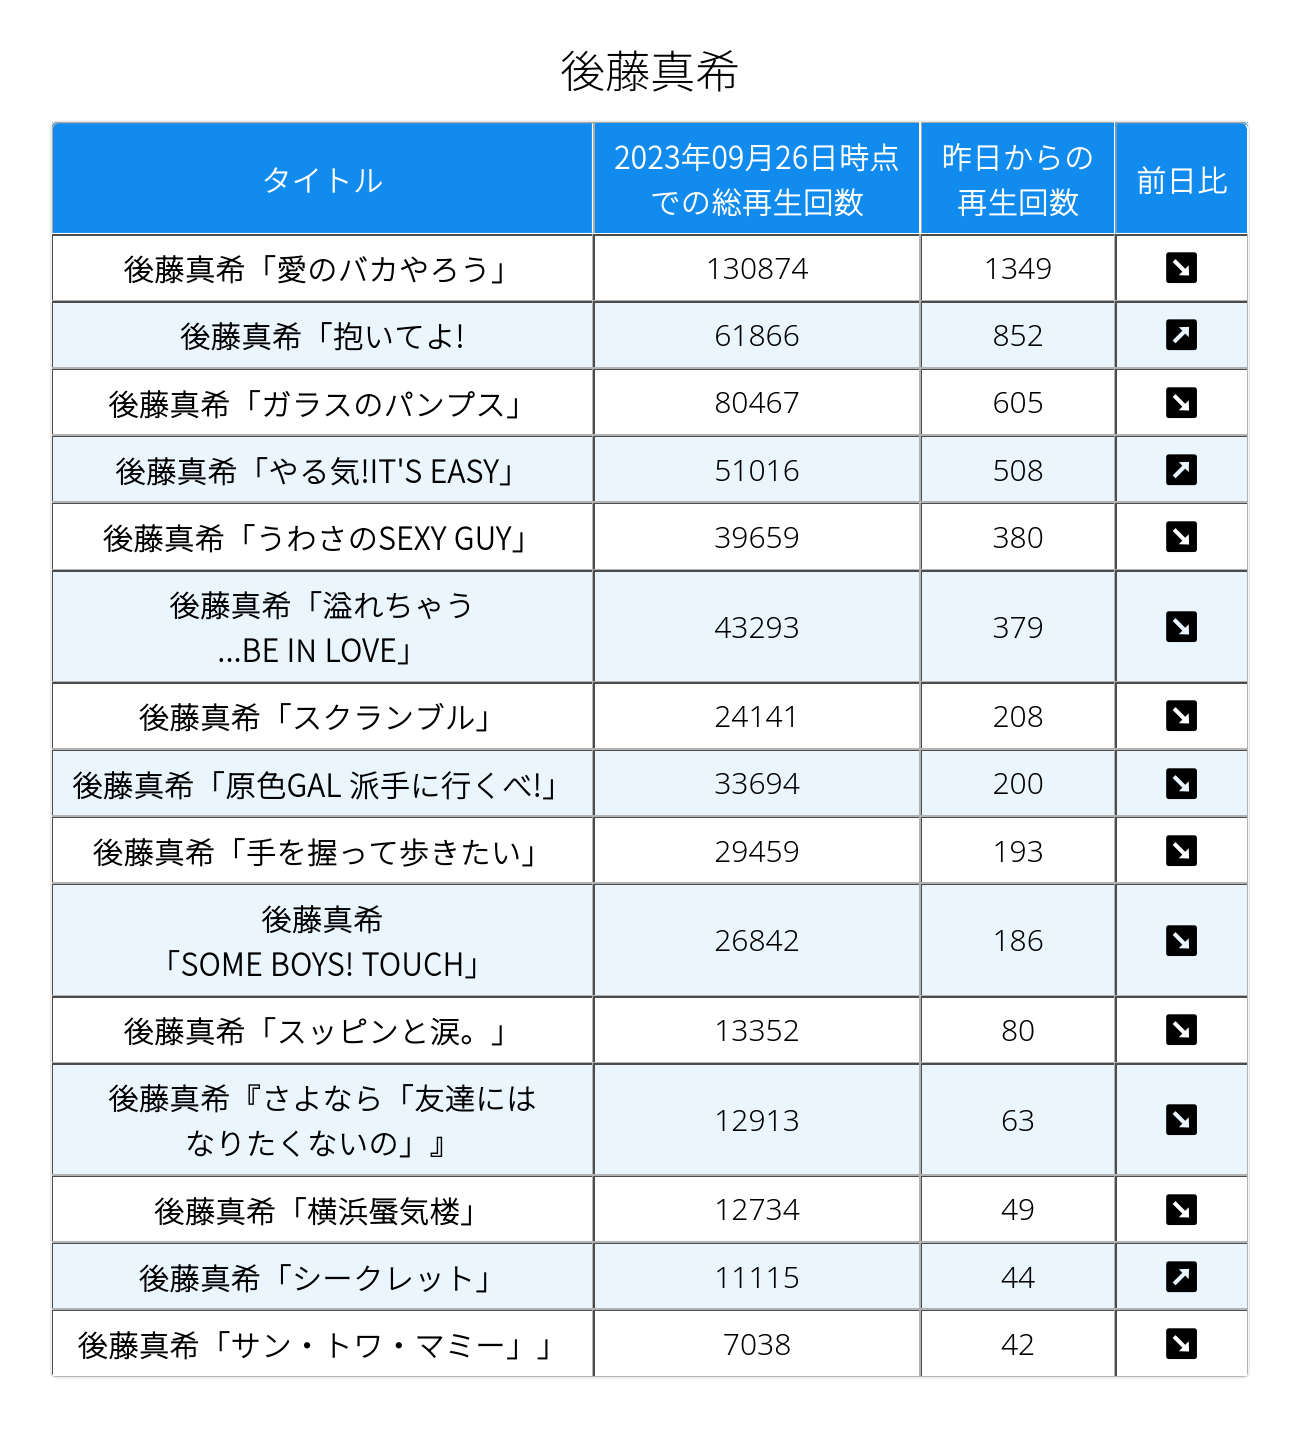 後藤真希
タイトル
2023年09月26日時点
での総再生回数
昨日からの
再生回数
前日比
後藤真希「愛のバカやろう」 130874 1349 ↘
後藤真希「抱いてよ! 61866 852 ↗
後藤真希「ガラスのパンプス」 80467 605 ↘
後藤真希「やる気!IT'S EASY」 51016 508 ↗
後藤真希「うわさのSEXY GUY」 39659 380 ↘
後藤真希「溢れちゃう
...BE IN LOVE」 43293 379 ↘
後藤真希「スクランブル」 24141 208 ↘
後藤真希「原色GAL 派手に行くべ!」 33694 200 ↘
後藤真希「手を握って歩きたい」 29459 193 ↘
後藤真希
「SOME BOYS! TOUCH」 26842 186 ↘
後藤真希「スッピンと涙。」 13352 80 ↘
後藤真希『さよなら「友達には
なりたくないの」』 12913 63 ↘
後藤真希「横浜蜃気楼」 12734 49 ↘
後藤真希「シークレット」 11115 44 ↗
後藤真希「サン・トワ・マミー」」 7038 42 ↘